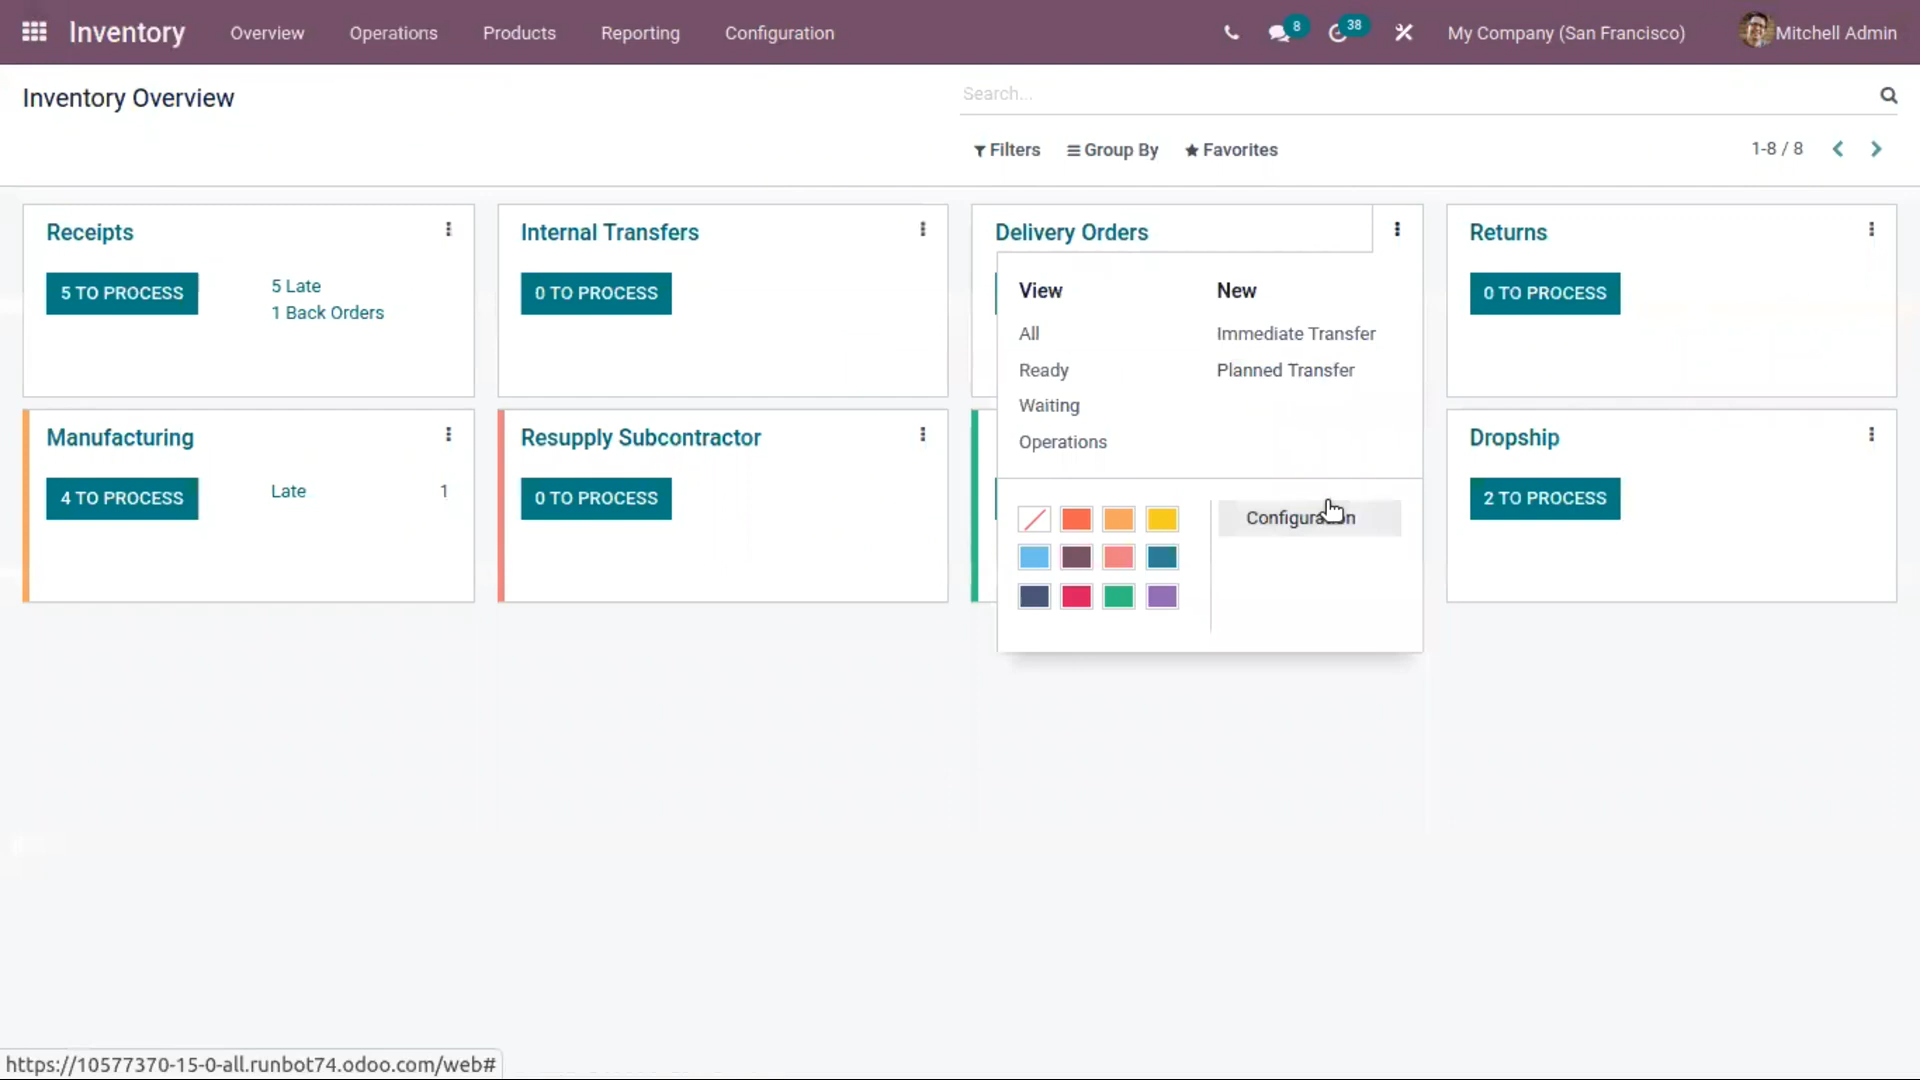 Inventory Overview Operations Products Reporting Configuration 8 38 My Company (San Francisco) Mitchell Admin
Inventory Overview
Search...
Filters Group By Favorites 1-8 / 8
Receipts
5 TO PROCESS
5 Late
1 Back Orders
Internal Transfers
0 TO PROCESS
Delivery Orders
View
All
Ready
Waiting
Operations
New
Immediate Transfer
Planned Transfer
Configuration
Returns
0 TO PROCESS
Manufacturing
4 TO PROCESS
Late 1
Resupply Subcontractor
0 TO PROCESS
Dropship
2 TO PROCESS
https://10577370-15-0-all.runbot74.odoo.com/web#